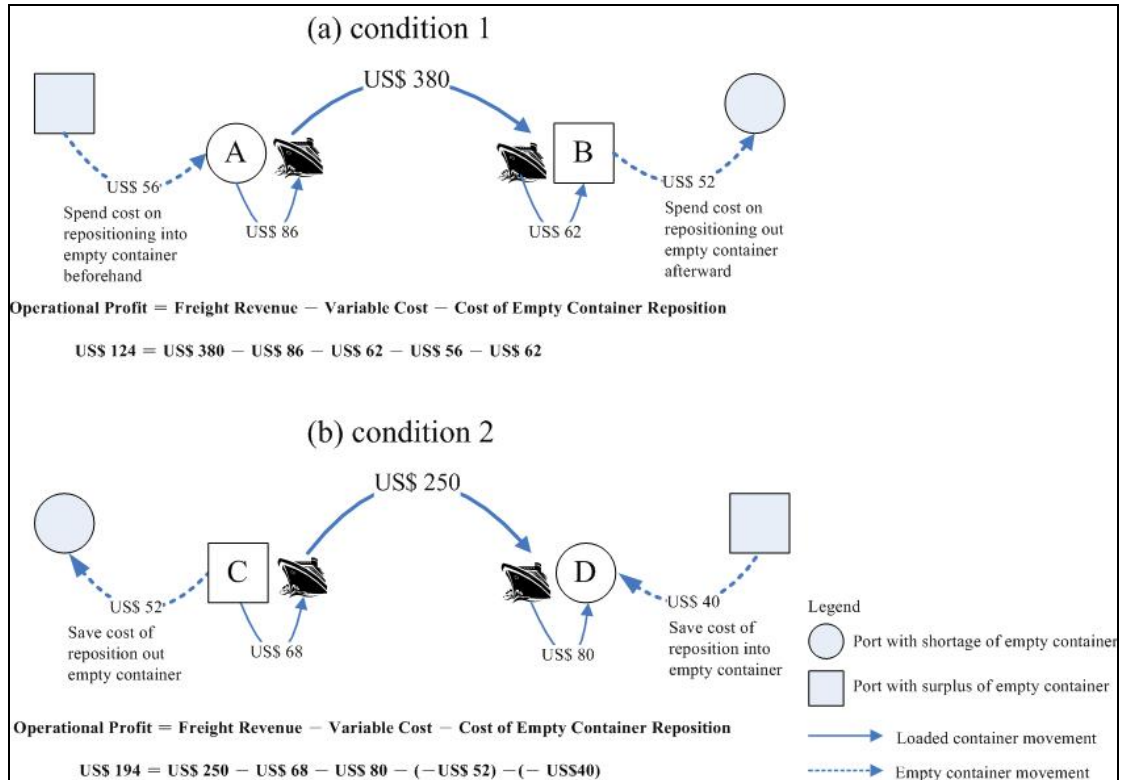 (a) condition 1
US$ 380
A
B
US$ 56
US$ 52
Spend cost on
repositioning into
empty container
beforehand
US$ 86
US$ 62
Spend cost on
repositioning out
empty container
afterward
Operational Profit = Freight Revenue − Variable Cost − Cost of Empty Container Reposition
US$ 124 = US$ 380 − US$ 86 − US$ 62 − US$ 56 − US$ 62
(b) condition 2
US$ 250
C
D
US$ 52
US$ 40
Save cost of
reposition out
empty container
US$ 68
US$ 80
Save cost of
reposition into
empty container
Legend
Port with shortage of empty container
Port with surplus of empty container
Loaded container movement
Empty container movement
Operational Profit = Freight Revenue − Variable Cost − Cost of Empty Container Reposition
US$ 194 = US$ 250 − US$ 68 − US$ 80 − (−US$ 52) −(− US$40)